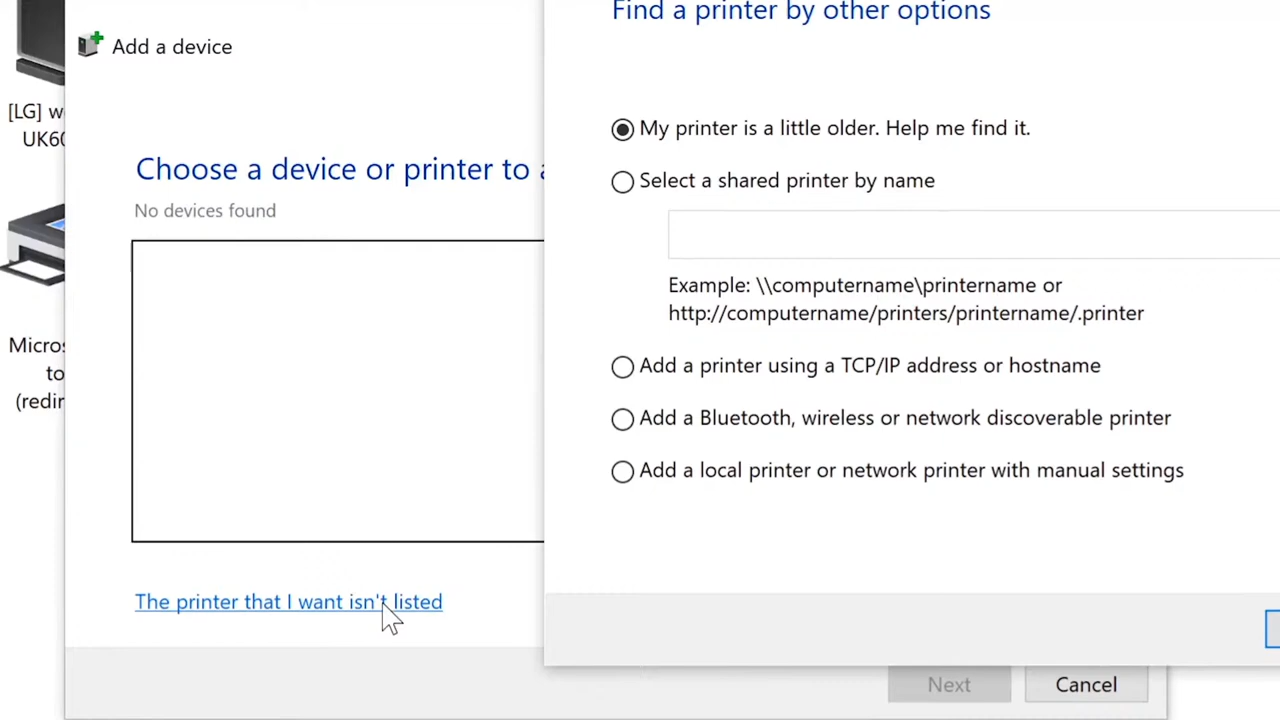 [LG] w
UK60
Micros
to
(redir
Add a device
Choose a device or printer to a
No devices found
The printer that I want isn't listed
Next
Cancel
Find a printer by other options
My printer is a little older. Help me find it.
Select a shared printer by name
Example: \\computername\printername or
http://computername/printers/printername/.printer
Add a printer using a TCP/IP address or hostname
Add a Bluetooth, wireless or network discoverable printer
Add a local printer or network printer with manual settings